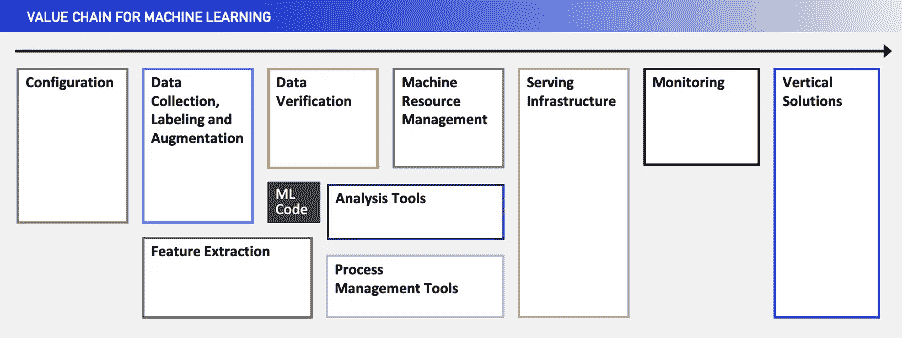 VALUE CHAIN FOR MACHINE LEARNING
Configuration
Data
Collection,
Labeling and
Augmentation
Data
Verification
Machine
Resource
Management
Serving
Infrastructure
Monitoring
Vertical
Solutions
ML
Code
Analysis Tools
Feature Extraction
Process
Management Tools